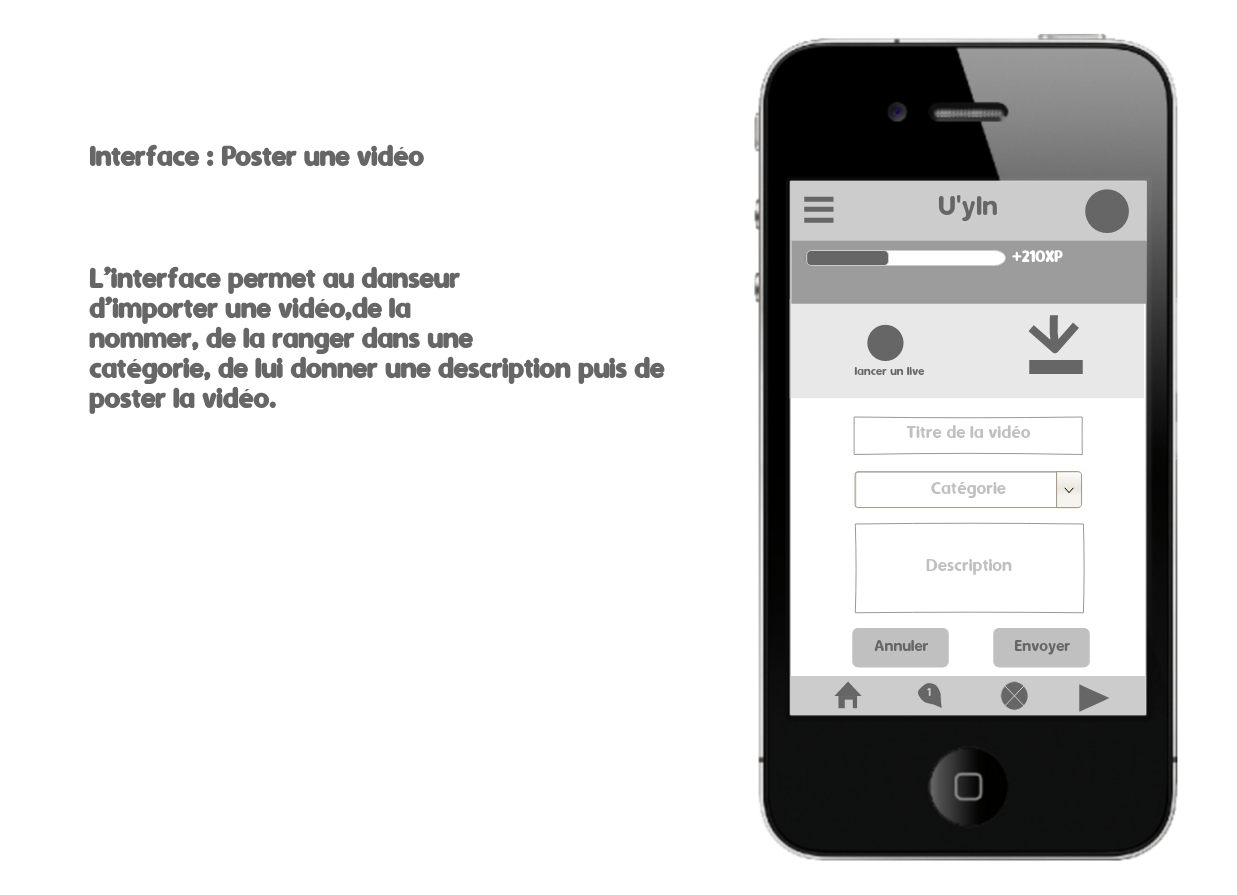 Interface : Poster une vidéo
L'interface permet au danseur
d'importer une vidéo,de la
nommer, de la ranger dans une
catégorie, de lui donner une description puis de
poster la vidéo.
U'yIn
+210XP
lancer un live
Titre de la vidéo
Catégorie
Description
Annuler
Envoyer
1